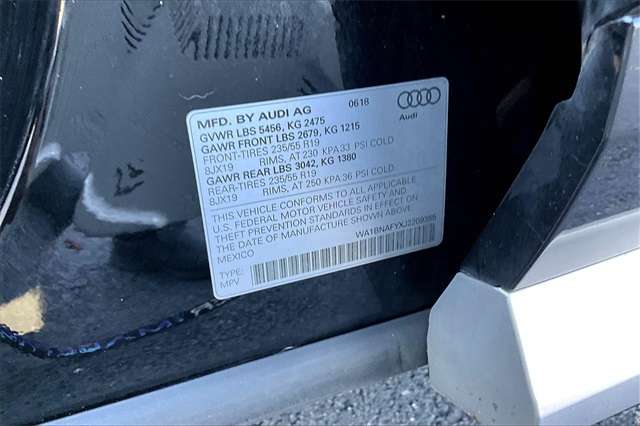 MFD. BY AUDI AG 0618
Audi
GVWR LBS 5456, KG 2475
GAWR FRONT LBS 2679, KG 1215
FRONT-TIRES 235/55 R19
8JX19 RIMS, AT 230 KPA 33 PSI COLD
GAWR REAR LBS 3042, KG 1380
REAR-TIRES 235/55 R19
8JX19 RIMS, AT 250 KPA 36 PSI COLD
THIS VEHICLE CONFORMS TO ALL APPLICABLE
U.S. FEDERAL MOTOR VEHICLE SAFETY AND
THEFT PREVENTION STANDARDS IN EFFECT ON
THE DATE OF MANUFACTURE SHOWN ABOVE
MEXICO WA1BNAFYXJ2200356
TYPE:
MPV